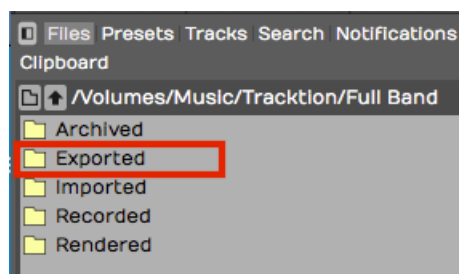 Files Presets Tracks Search Notifications
Clipboard
/Volumes/Music/Tracktion/Full Band
Archived
Exported
Imported
Recorded
Rendered